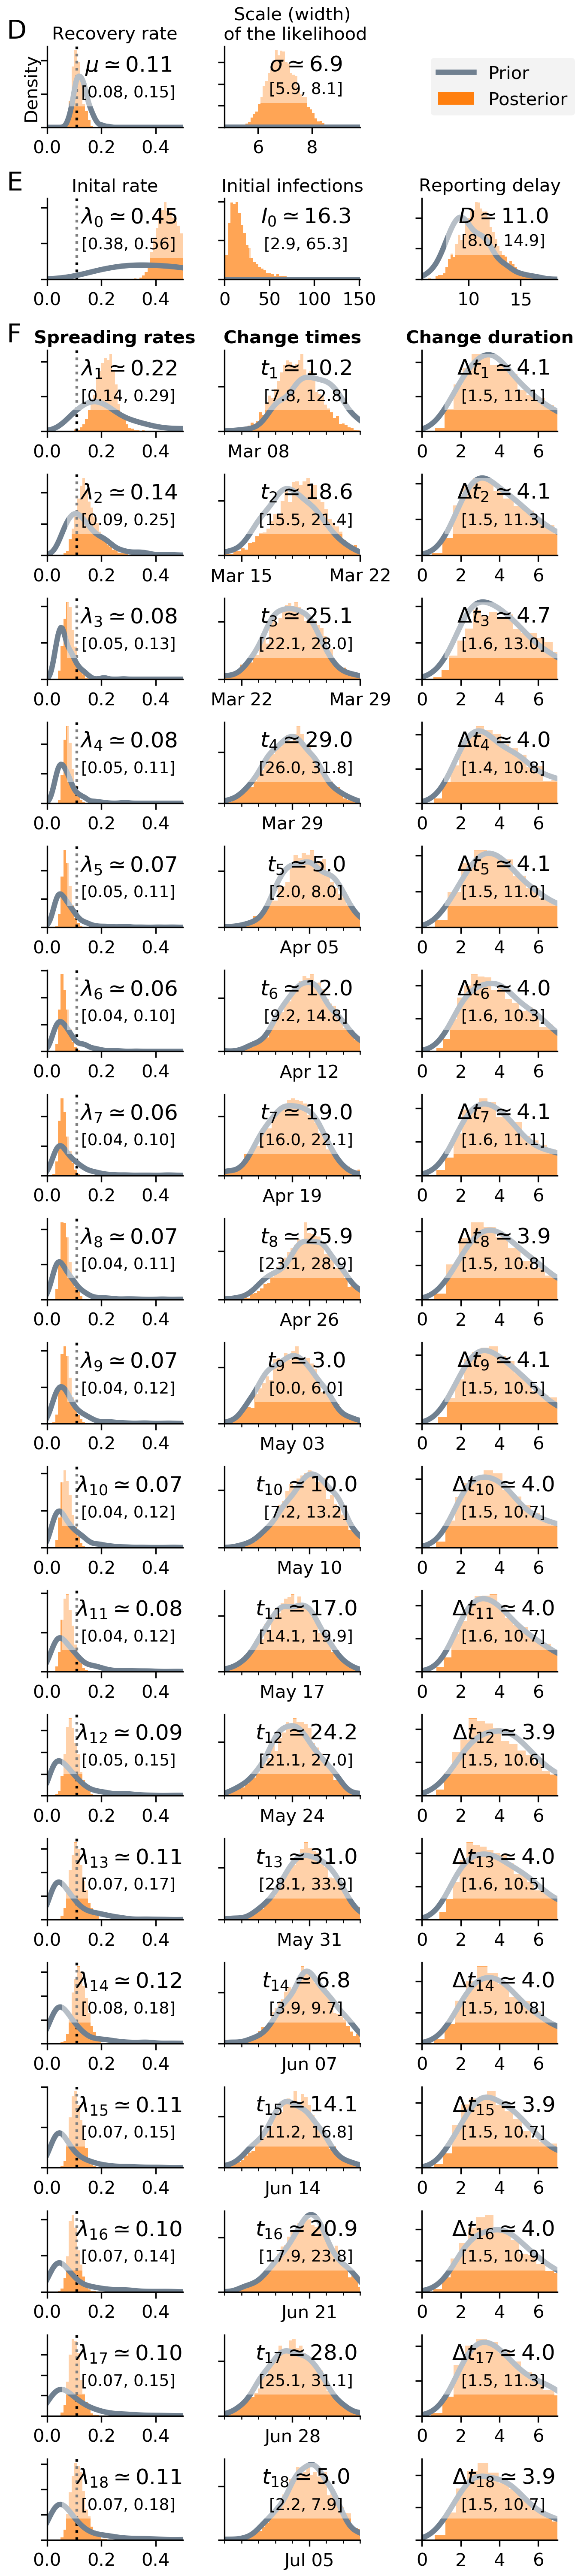 D
Recovery rate
Scale (width)
of the likelihood
Density
μ ≃ 0.11
[0.08, 0.15]
σ ≃ 6.9
[5.9, 8.1]
Prior
Posterior
0.0 0.2 0.4
6 8
E
Inital rate
Initial infections
Reporting delay
λ0 ≃ 0.45
[0.38, 0.56]
I0 ≃ 16.3
[2.9, 65.3]
D ≃ 11.0
[8.0, 14.9]
0.0 0.2 0.4
0 50 100 150
10 15
F
Spreading rates Change times Change duration
λ1 ≃ 0.22 t1 ≃ 10.2 Δt1 ≃ 4.1
[0.14, 0.29] [7.8, 12.8] [1.5, 11.1]
0.0 0.2 0.4 Mar 08 0 2 4 6
λ2 ≃ 0.14 t2 ≃ 18.6 Δt2 ≃ 4.1
[0.09, 0.25] [15.5, 21.4] [1.5, 11.3]
0.0 0.2 0.4 Mar 15 Mar 22 0 2 4 6
λ3 ≃ 0.08 t3 ≃ 25.1 Δt3 ≃ 4.7
[0.05, 0.13] [22.1, 28.0] [1.6, 13.0]
0.0 0.2 0.4 Mar 22 Mar 29 0 2 4 6
λ4 ≃ 0.08 t4 ≃ 29.0 Δt4 ≃ 4.0
[0.05, 0.11] [26.0, 31.8] [1.4, 10.8]
0.0 0.2 0.4 Mar 29 0 2 4 6
λ5 ≃ 0.07 t5 ≃ 5.0 Δt5 ≃ 4.1
[0.05, 0.11] [2.0, 8.0] [1.5, 11.0]
0.0 0.2 0.4 Apr 05 0 2 4 6
λ6 ≃ 0.06 t6 ≃ 12.0 Δt6 ≃ 4.0
[0.04, 0.10] [9.2, 14.8] [1.6, 10.3]
0.0 0.2 0.4 Apr 12 0 2 4 6
λ7 ≃ 0.06 t7 ≃ 19.0 Δt7 ≃ 4.1
[0.04, 0.10] [16.0, 22.1] [1.6, 11.1]
0.0 0.2 0.4 Apr 19 0 2 4 6
λ8 ≃ 0.07 t8 ≃ 25.9 Δt8 ≃ 3.9
[0.04, 0.11] [23.1, 28.9] [1.5, 10.8]
0.0 0.2 0.4 Apr 26 0 2 4 6
λ9 ≃ 0.07 t9 ≃ 3.0 Δt9 ≃ 4.1
[0.04, 0.12] [0.0, 6.0] [1.5, 10.5]
0.0 0.2 0.4 May 03 0 2 4 6
λ10 ≃ 0.07 t10 ≃ 10.0 Δt10 ≃ 4.0
[0.04, 0.12] [7.2, 13.2] [1.5, 10.7]
0.0 0.2 0.4 May 10 0 2 4 6
λ11 ≃ 0.08 t11 ≃ 17.0 Δt11 ≃ 4.0
[0.04, 0.12] [14.1, 19.9] [1.6, 10.7]
0.0 0.2 0.4 May 17 0 2 4 6
λ12 ≃ 0.09 t12 ≃ 24.2 Δt12 ≃ 3.9
[0.05, 0.15] [21.1, 27.0] [1.5, 10.6]
0.0 0.2 0.4 May 24 0 2 4 6
λ13 ≃ 0.11 t13 ≃ 31.0 Δt13 ≃ 4.0
[0.07, 0.17] [28.1, 33.9] [1.6, 10.5]
0.0 0.2 0.4 May 31 0 2 4 6
λ14 ≃ 0.12 t14 ≃ 6.8 Δt14 ≃ 4.0
[0.08, 0.18] [3.9, 9.7] [1.5, 10.8]
0.0 0.2 0.4 Jun 07 0 2 4 6
λ15 ≃ 0.11 t15 ≃ 14.1 Δt15 ≃ 3.9
[0.07, 0.15] [11.2, 16.8] [1.5, 10.7]
0.0 0.2 0.4 Jun 14 0 2 4 6
λ16 ≃ 0.10 t16 ≃ 20.9 Δt16 ≃ 4.0
[0.07, 0.14] [17.9, 23.8] [1.5, 10.9]
0.0 0.2 0.4 Jun 21 0 2 4 6
λ17 ≃ 0.10 t17 ≃ 28.0 Δt17 ≃ 4.0
[0.07, 0.15] [25.1, 31.1] [1.5, 11.3]
0.0 0.2 0.4 Jun 28 0 2 4 6
λ18 ≃ 0.11 t18 ≃ 5.0 Δt18 ≃ 3.9
[0.07, 0.18] [2.2, 7.9] [1.5, 10.7]
0.0 0.2 0.4 Jul 05 0 2 4 6